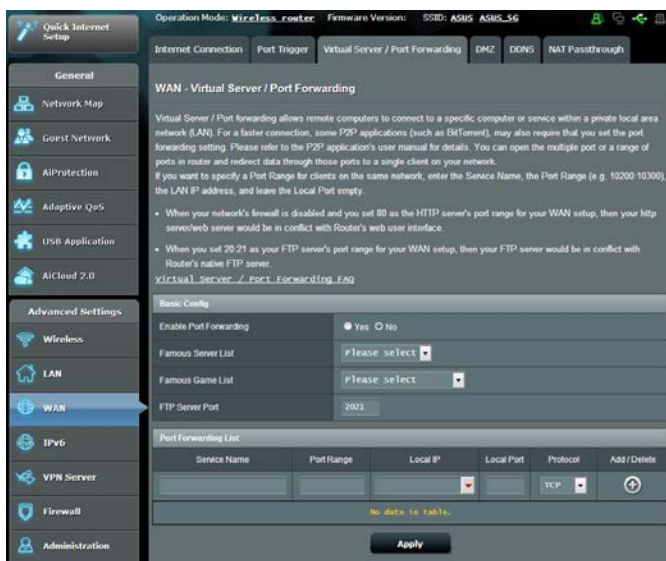 Quick Internet
Setup
Operation Mode: Wireless router Firmware Version: SSID: ASUS ASUS_5G
Internet Connection Port Trigger Virtual Server / Port Forwarding DMZ DDNS NAT Passthrough
General
Network Map
Guest Network
AiProtection
Adaptive QoS
USB Application
AiCloud 2.0
Advanced Settings
Wireless
LAN
WAN
IPv6
VPN Server
Firewall
Administration
WAN - Virtual Server / Port Forwarding
Virtual Server / Port forwarding allows remote computers to connect to a specific computer or service within a private local area
network (LAN). For a faster connection, some P2P applications (such as BitTorrent), may also require that you set the port
forwarding setting. Please refer to the P2P application's user manual for details. You can open the multiple port or a range of
ports in router and redirect data through those ports to a single client on your network.
If you want to specify a Port Range for clients on the same network, enter the Service Name, the Port Range (e.g. 10200:10300),
the LAN IP address, and leave the Local Port empty.
• When your network's firewall is disabled and you set 80 as the HTTP server's port range for your WAN setup, then your http
server/web server would be in conflict with Router's web user interface.
• When you set 20:21 as your FTP server's port range for your WAN setup, then your FTP server would be in conflict with
Router's native FTP server.
Virtual Server / Port Forwarding FAQ
Basic Config
Enable Port Forwarding Yes No
Famous Server List Please select
Famous Game List Please select
FTP Server Port 2021
Port Forwarding List
Service Name Port Range Local IP Local Port Protocol Add / Delete
TCP
No data in table.
Apply